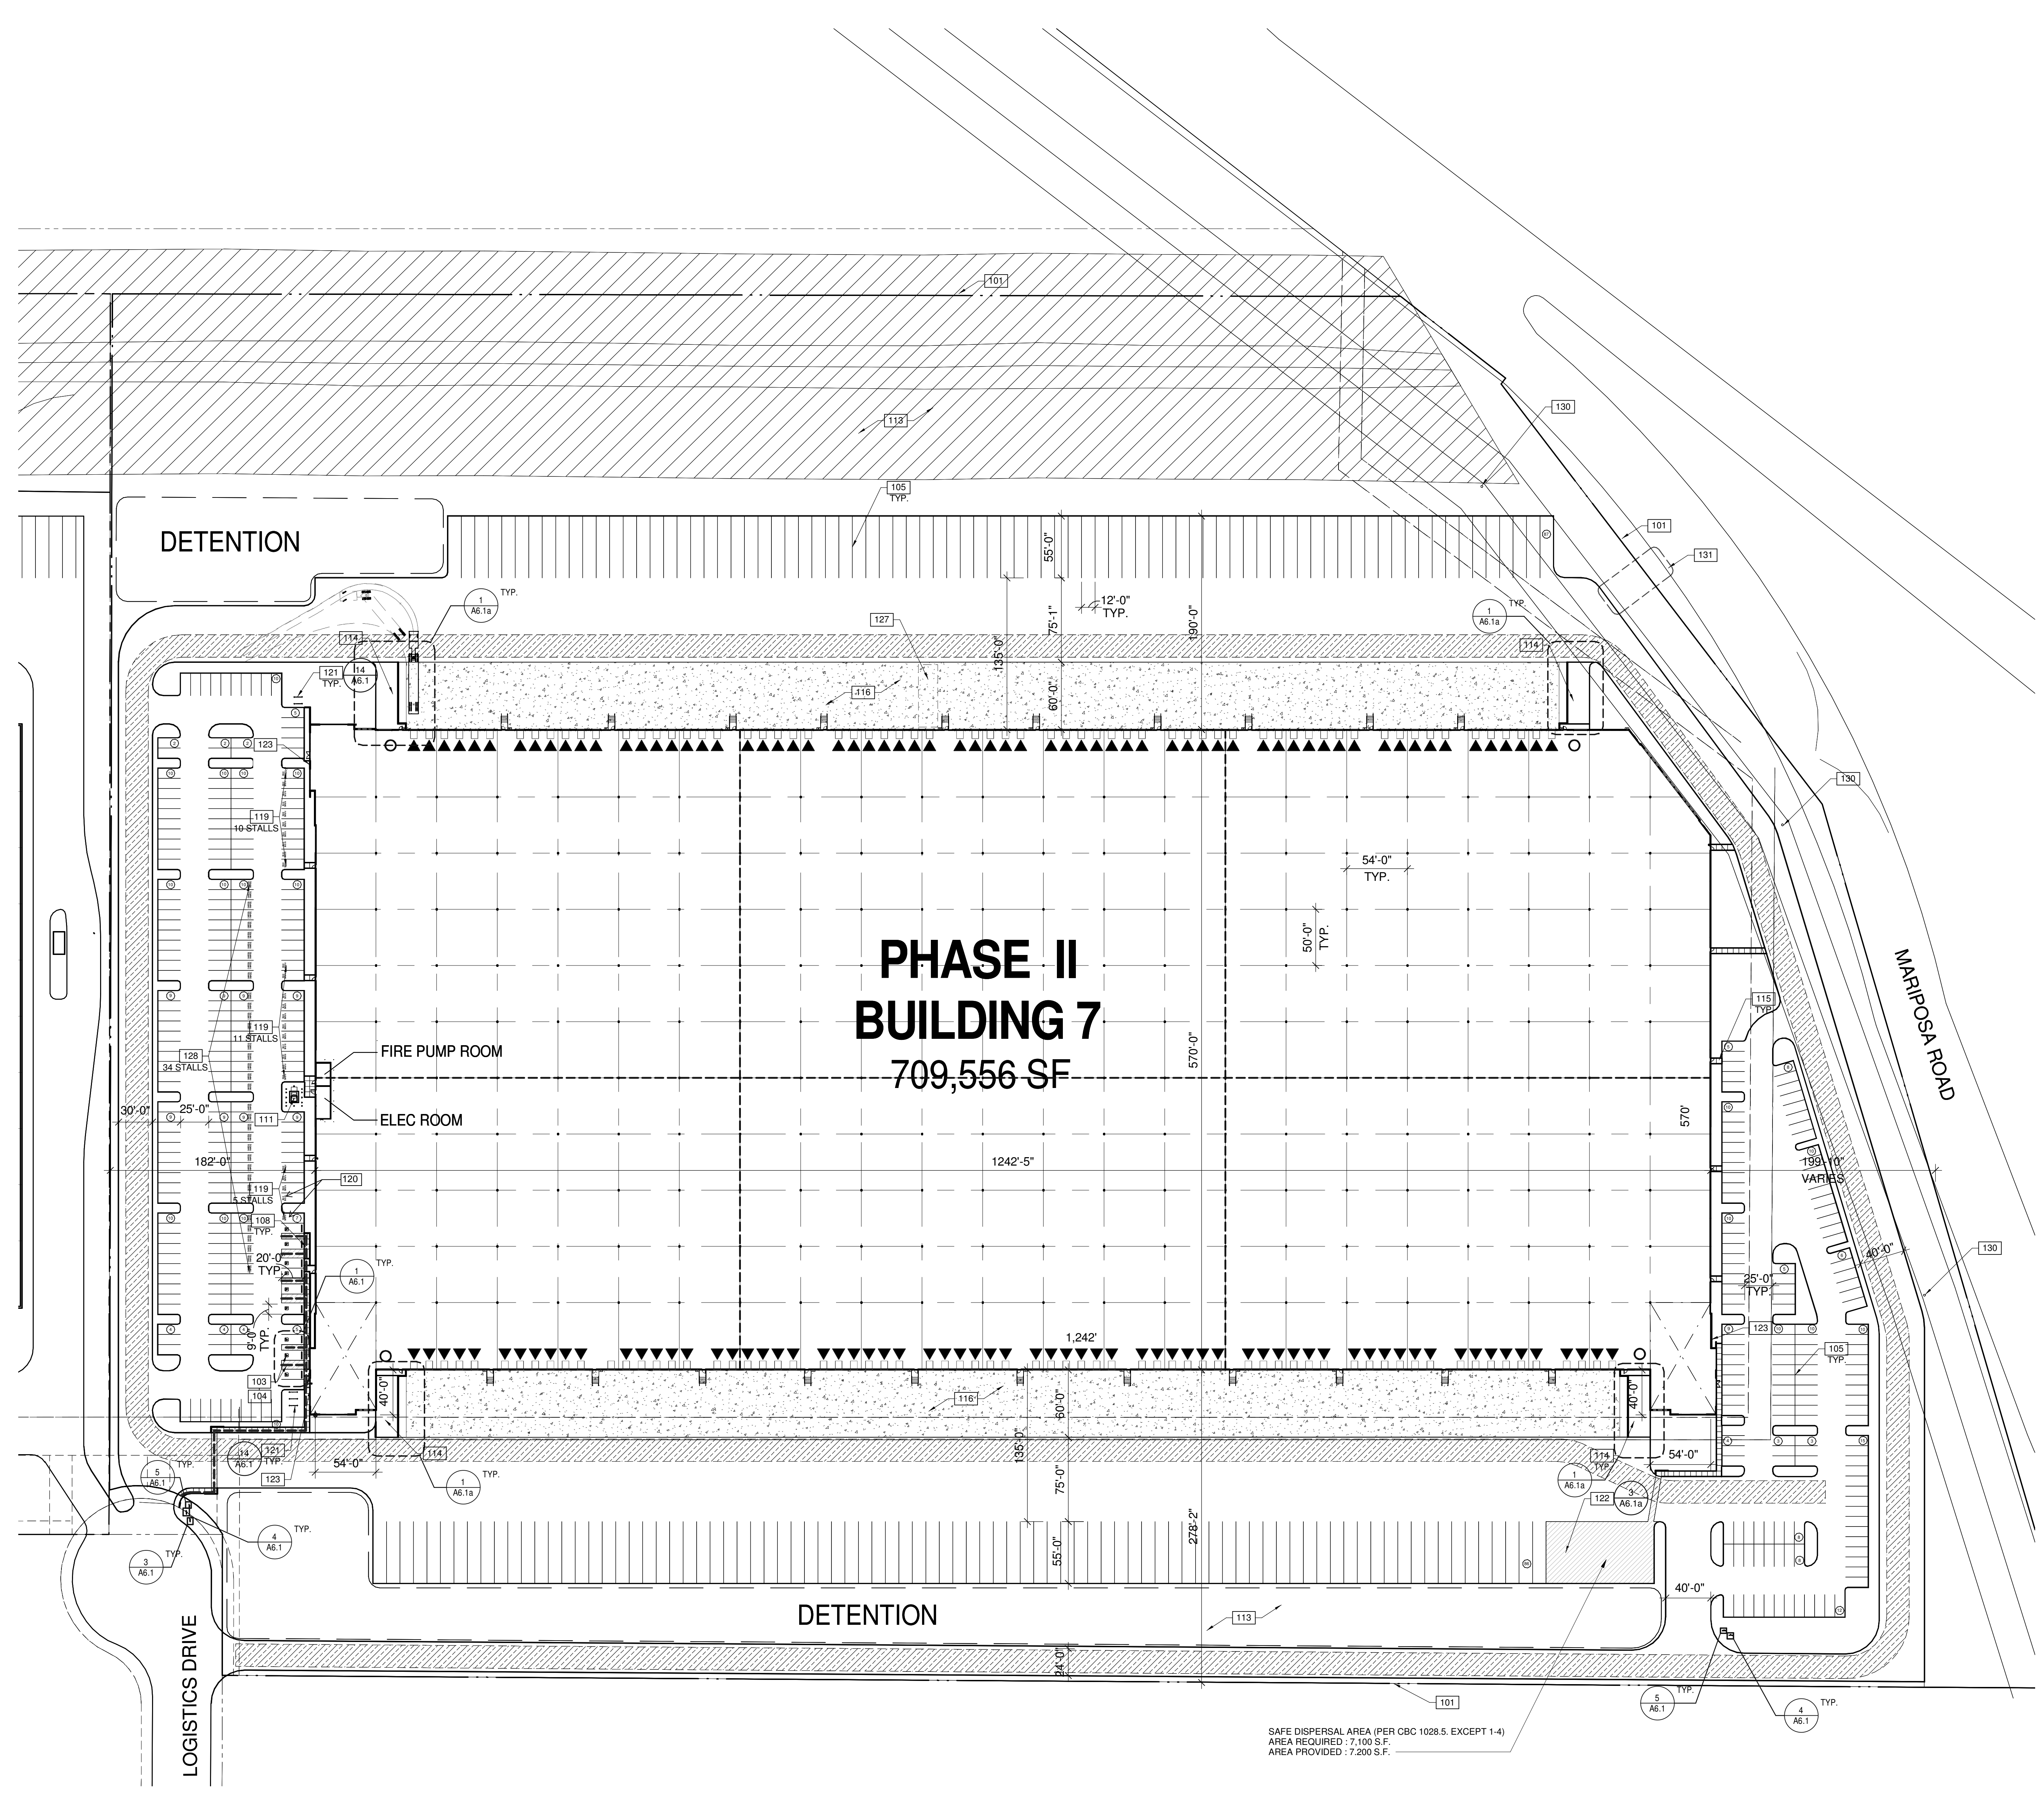 101
113
130
105
TYP.
DETENTION
87
101
131
55'-0"
1
A6.1a
TYP.
12'-0"
TYP.
75'-1"
190'-0"
135'-0"
127
1
A6.1a
TYP.
114
114
121
TYP.
14
A6.1
116
60'-0"
123
130
119
10 STALLS
54'-0"
TYP.
50'-0"
TYP.
PHASE II
BUILDING 7
709,556 SF
MARIPOSA ROAD
115
TYP.
119
11 STALLS
128
34 STALLS
FIRE PUMP ROOM
570'-0"
570'
111
ELEC ROOM
30'-0"
25'-0"
182'-0"
1242'-5"
199'-10"
VARIES
119
5 STALLS
120
108
TYP.
20'-0"
TYP.
1
A6.1
TYP.
130
40'-0"
25'-0"
TYP.
9'-0"
TYP.
1,242'
123
105
TYP.
103
104
40'-0"
116
60'-0"
40'-0"
135'-0"
14
A6.1
121
TYP.
123
54'-0"
114
1
A6.1a
TYP.
114
TYP.
54'-0"
5
A6.1
TYP.
75'-0"
1
A6.1a
122
3
A6.1a
278'-2"
4
A6.1
TYP.
3
A6.1
TYP.
55'-0"
40'-0"
DETENTION
113
24'-0"
LOGISTICS DRIVE
101
5
A6.1
TYP.
4
A6.1
TYP.
SAFE DISPERSAL AREA (PER CBC 1028.5. EXCEPT 1-4)
AREA REQUIRED : 7,100 S.F.
AREA PROVIDED : 7.200 S.F.